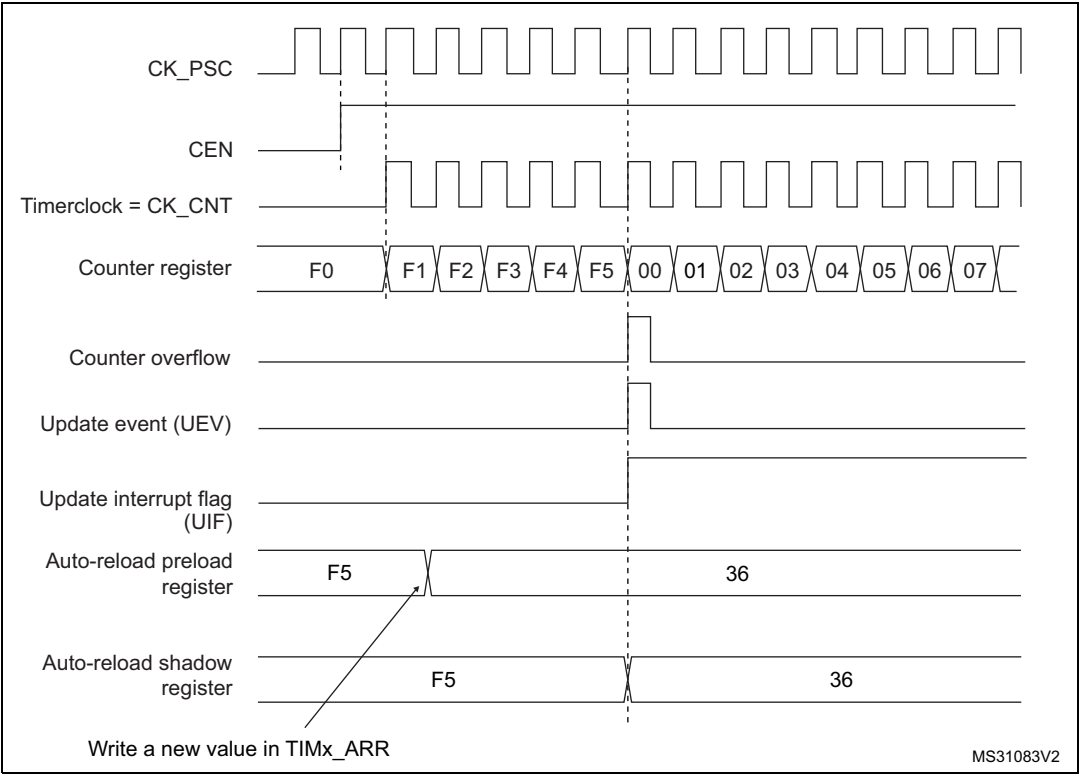 CK_PSC
CEN
Timerclock = CK_CNT
Counter register
F0 F1 F2 F3 F4 F5 00 01 02 03 04 05 06 07
Counter overflow
Update event (UEV)
Update interrupt flag
(UIF)
Auto-reload preload
register
F5 36
Auto-reload shadow
register
F5 36
Write a new value in TIMx_ARR
MS31083V2